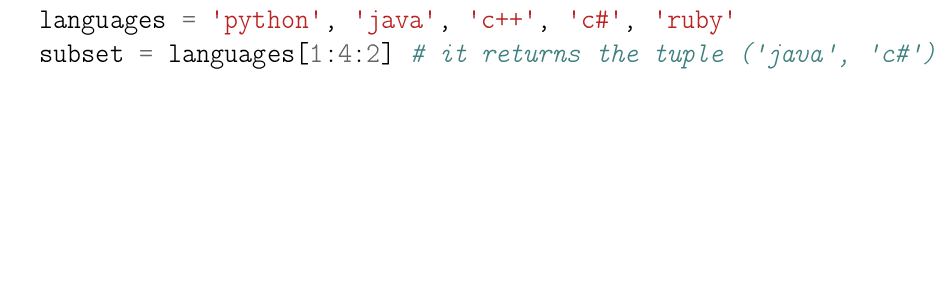 languages = 'python', 'java', 'c++', 'c#', 'ruby'
subset = languages[1:4:2] # it returns the tuple ('java', 'c#')